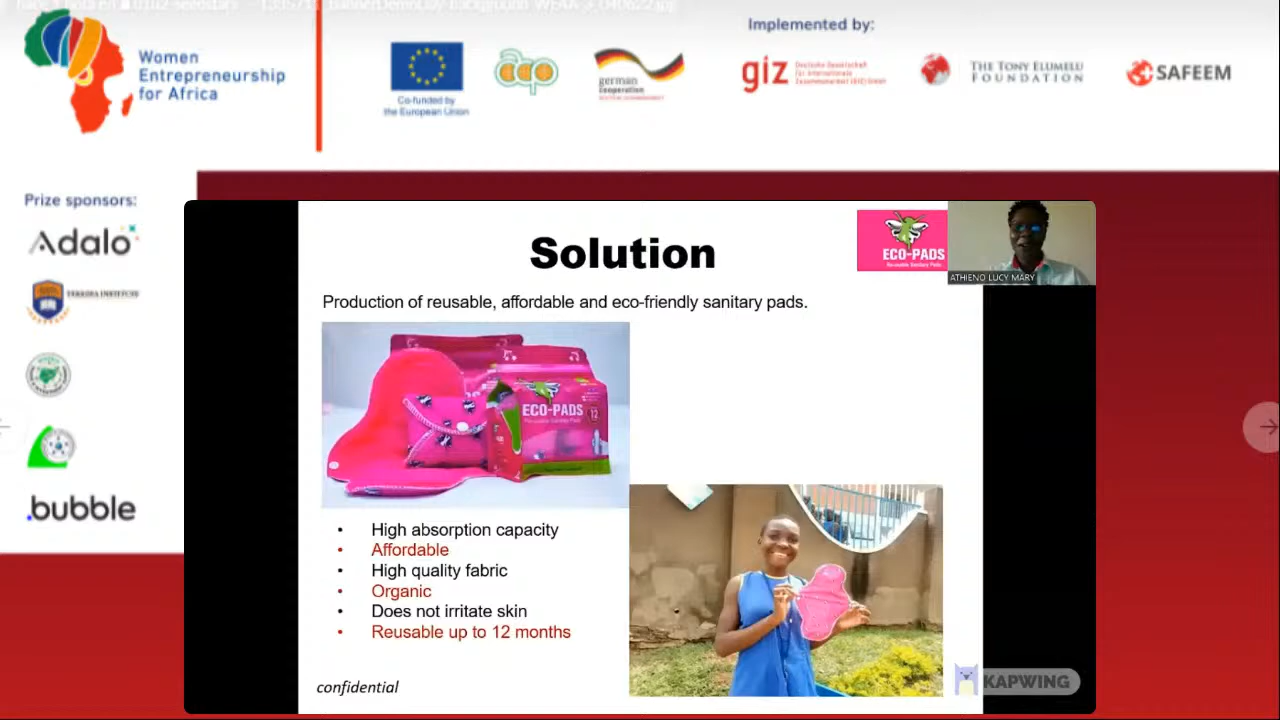 Women
Entrepreneurship
for Africa
Co-funded by
the European Union
german
cooperation
Implemented by:
giz
Deutsche Gesellschaft
für Internationale
Zusammenarbeit (GIZ) GmbH
THE TONY ELUMELU
FOUNDATION
SAFEEM
Prize sponsors:
Adalo
.bubble
Solution
ECO-PADS
Reusable Sanitary Pads
ATHIENO LUCY MARY
Production of reusable, affordable and eco-friendly sanitary pads.
ECO-PADS
Reusable Sanitary Pads
12
• High absorption capacity
• Affordable
• High quality fabric
• Organic
• Does not irritate skin
• Reusable up to 12 months
confidential
KAPWING